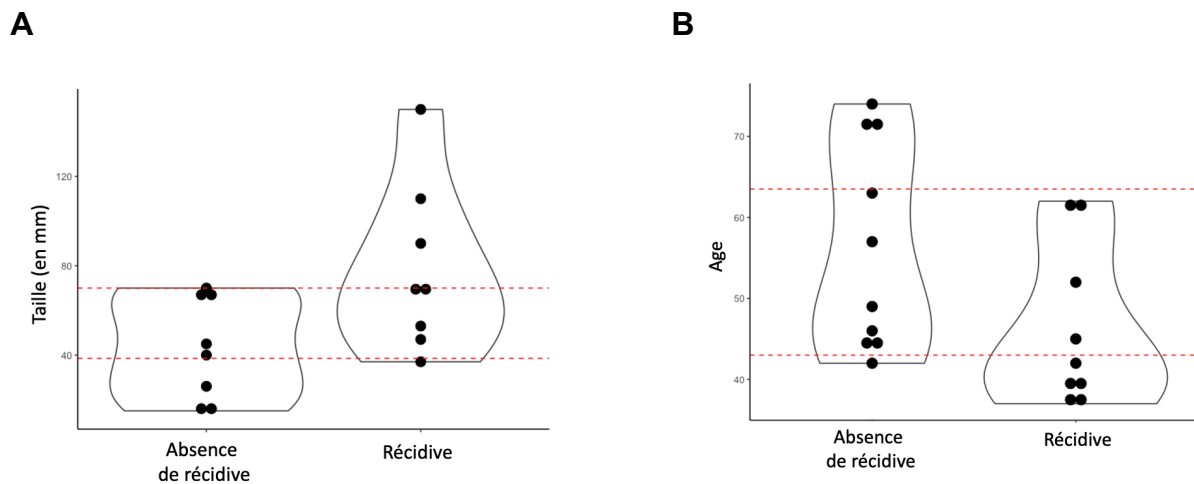 A
Taille (en mm)
120
80
40
Absence
de récidive
Récidive
B
Age
70
60
50
40
Absence
de récidive
Récidive